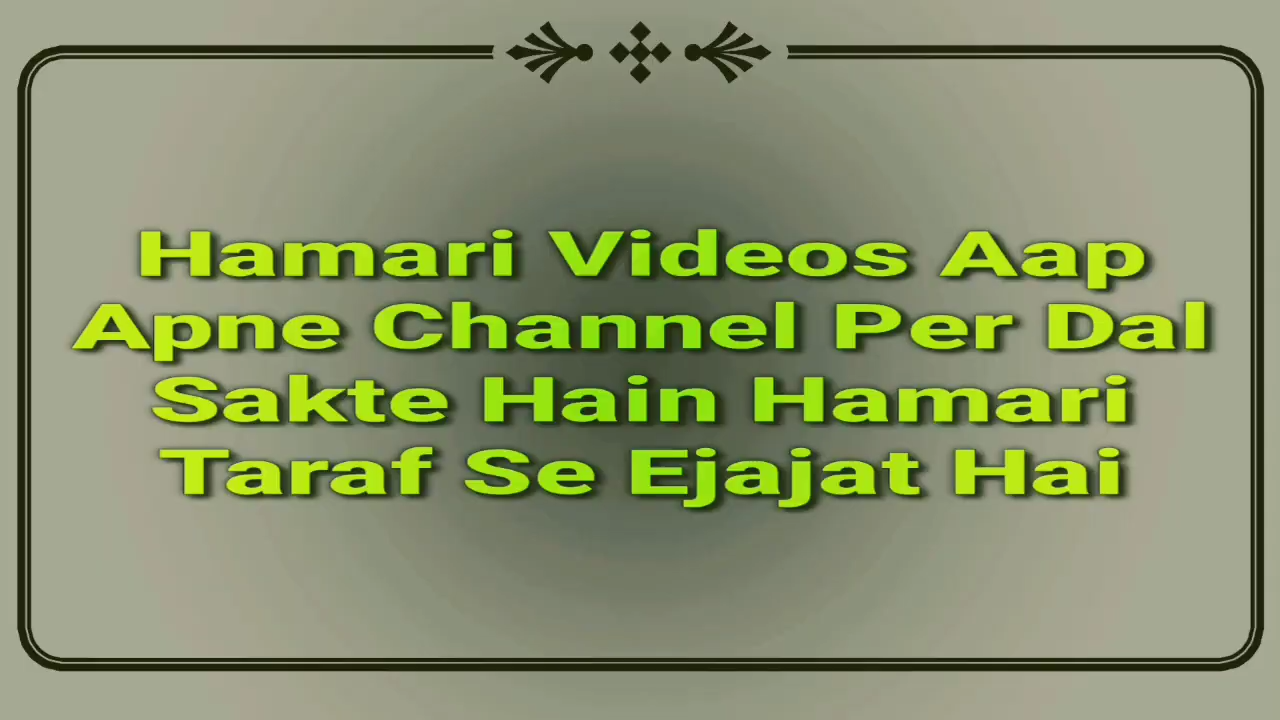 Hamari Videos Aap
Apne Channel Per Dal
Sakte Hain Hamari
Taraf Se Ejajat Hai